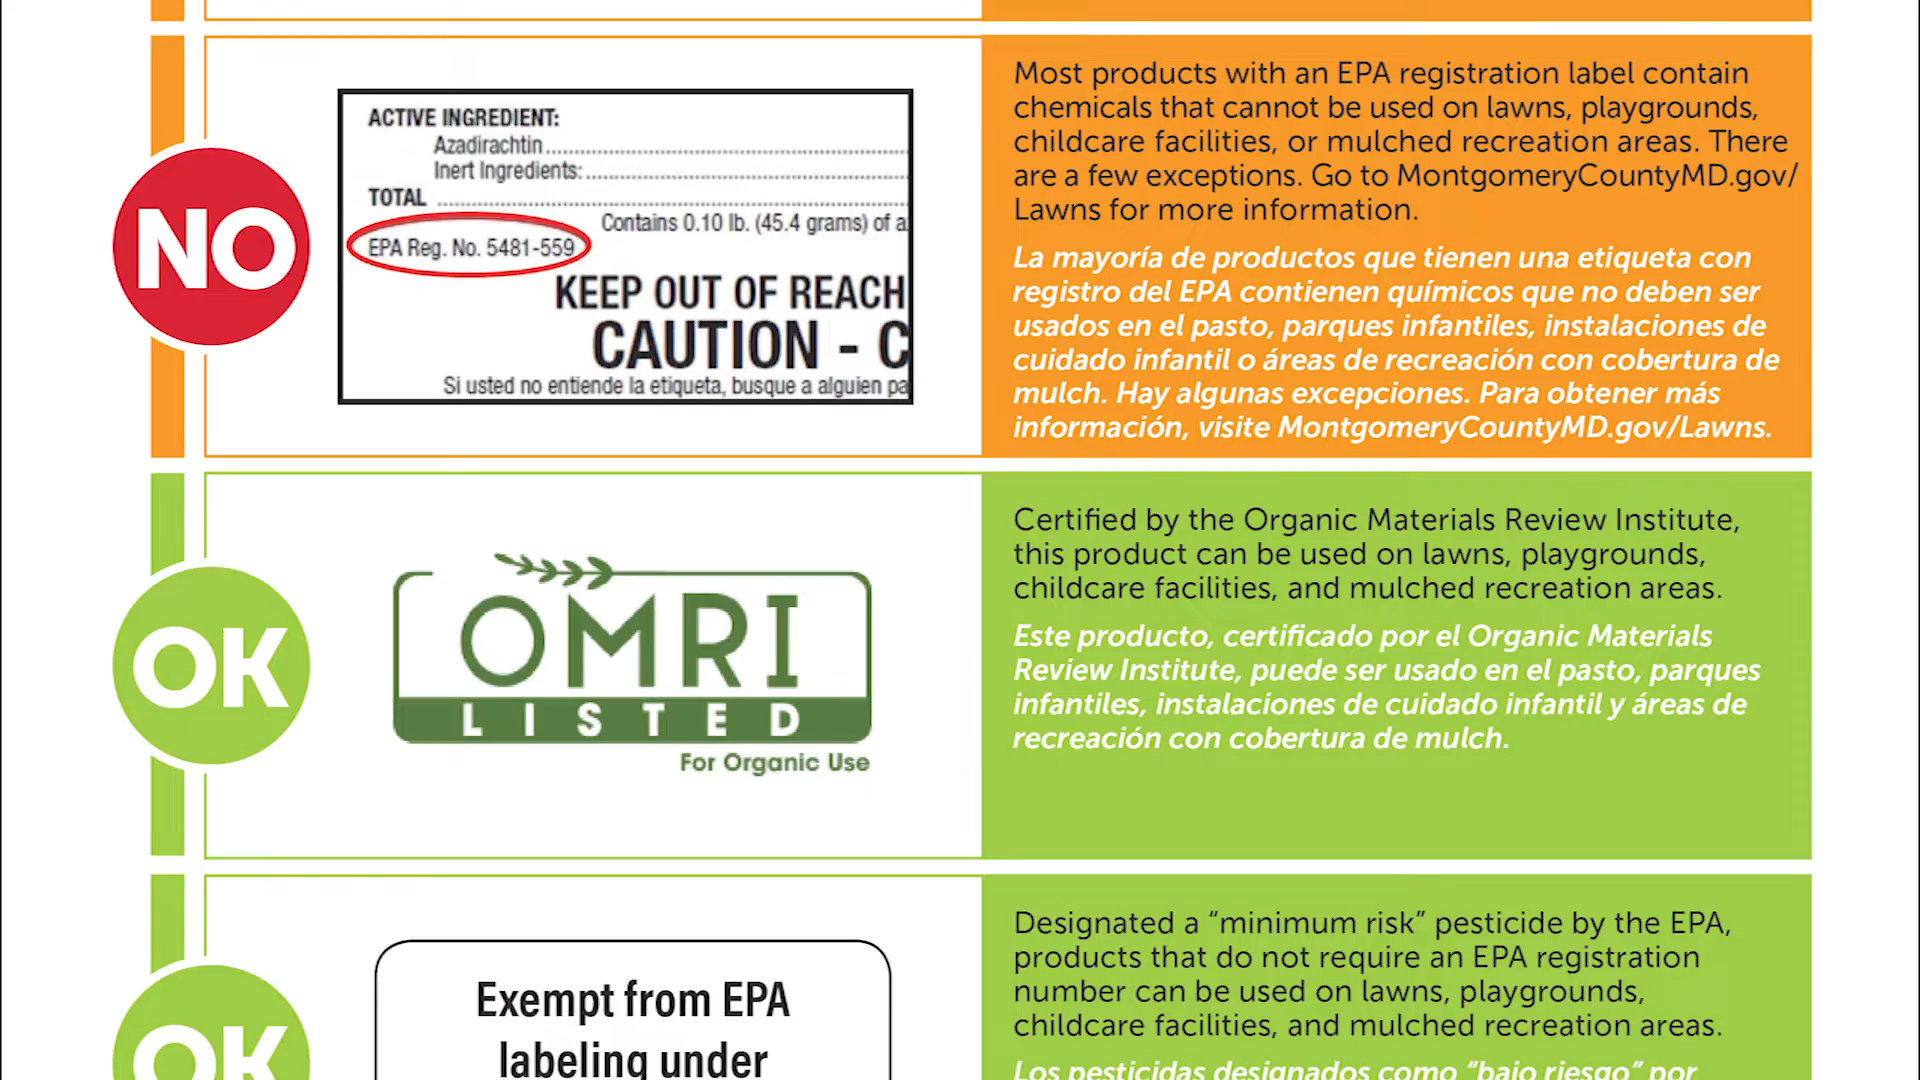 NO
ACTIVE INGREDIENT:
Azadirachtin
Inert Ingredients:
TOTAL
Contains 0.10 lb. (45.4 grams) of a
EPA Reg. No. 5481-559
KEEP OUT OF REACH
CAUTION - C
Si usted no entiende la etiqueta, busque a alguien pa
Most products with an EPA registration label contain
chemicals that cannot be used on lawns, playgrounds,
childcare facilities, or mulched recreation areas. There
are a few exceptions. Go to MontgomeryCountyMD.gov/
Lawns for more information.
La mayoría de productos que tienen una etiqueta con
registro del EPA contienen químicos que no deben ser
usados en el pasto, parques infantiles, instalaciones de
cuidado infantil o áreas de recreación con cobertura de
mulch. Hay algunas excepciones. Para obtener más
información, visite MontgomeryCountyMD.gov/Lawns.
OK
OMRI
LISTED
For Organic Use
Certified by the Organic Materials Review Institute,
this product can be used on lawns, playgrounds,
childcare facilities, and mulched recreation areas.
Este producto, certificado por el Organic Materials
Review Institute, puede ser usado en el pasto, parques
infantiles, instalaciones de cuidado infantil y áreas de
recreación con cobertura de mulch.
OK
Exempt from EPA
labeling under
Designated a “minimum risk” pesticide by the EPA,
products that do not require an EPA registration
number can be used on lawns, playgrounds,
childcare facilities, and mulched recreation areas.
Los pesticidas designados como “bajo riesgo” por